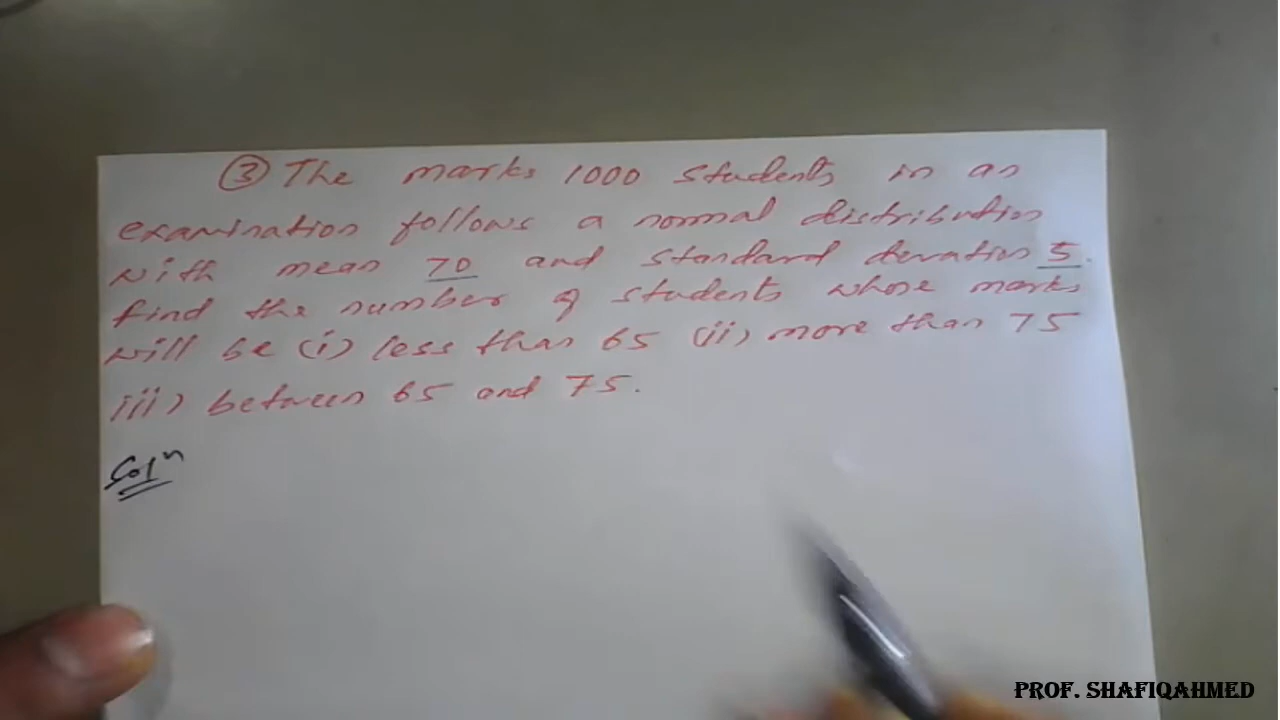 ③ The marks 1000 students in an
examination follows a normal distribution
with mean 70 and standard deviation 5.
find the number of students whose marks
will be (i) less than 65 (ii) more than 75
iii) between 65 and 75.
Solⁿ
PROF. SHAFIQAHMED